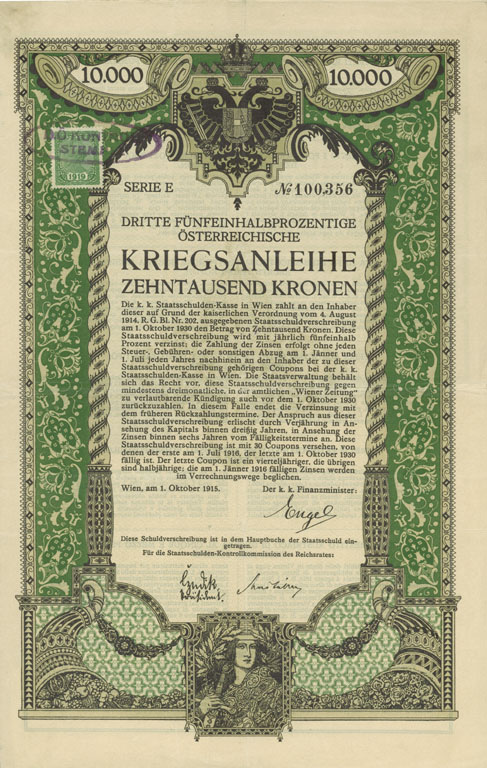 10.000
10.000
1919
SERIE E
№ 100,356
DRITTE FÜNFEINHALBPROZENTIGE
ÖSTERREICHISCHE
KRIEGSANLEIHE
ZEHNTAUSEND KRONEN
Die k. k. Staatsschulden-Kasse in Wien zahlt an den Inhaber
dieser auf Grund der kaiserlichen Verordnung vom 4. August
1914, R. G. Bl. Nr. 202, ausgegebenen Staatsschuldverschreibung
am 1. Oktober 1930 den Betrag von Zehntausend Kronen. Diese
Staatsschuldverschreibung wird mit jährlich fünfeinhalb
Prozent verzinst; die Zahlung der Zinsen erfolgt ohne jeden
Steuer-, Gebühren- oder sonstigen Abzug am 1. Jänner und
1. Juli jeden Jahres nachhinein an den Inhaber der zu dieser
Staatsschuldverschreibung gehörigen Coupons bei der k. k.
Staatsschulden-Kasse in Wien. Die Staatsverwaltung behält
sich das Recht vor, diese Staatsschuldverschreibung gegen
mindestens dreimonatliche, in der amtlichen „Wiener Zeitung"
zu verlautbarende Kündigung auch vor dem 1. Oktober 1930
zurückzuzahlen. In diesem Falle endet die Verzinsung mit
dem früheren Rückzahlungstermine. Der Anspruch aus dieser
Staatsschuldverschreibung erlischt durch Verjährung in An-
sehung des Kapitals binnen dreißig Jahren, in Ansehung der
Zinsen binnen sechs Jahren vom Fälligkeitstermine an. Diese
Staatsschuldverschreibung ist mit 30 Coupons versehen, von
denen der erste am 1. Juli 1916, der letzte am 1. Oktober 1930
fällig ist. Der letzte Coupon ist ein vierteljähriger, die übrigen
sind halbjährige; die am 1. Jänner 1916 fälligen Zinsen werden
im Verrechnungswege beglichen.
Wien, am 1. Oktober 1915.
Der k. k. Finanzminister:
Engel
Diese Schuldverschreibung ist in dem Hauptbuche der Staatsschuld ein-
getragen.
Für die Staatsschulden-Kontrollkommission des Reichsrates:
Präsident.